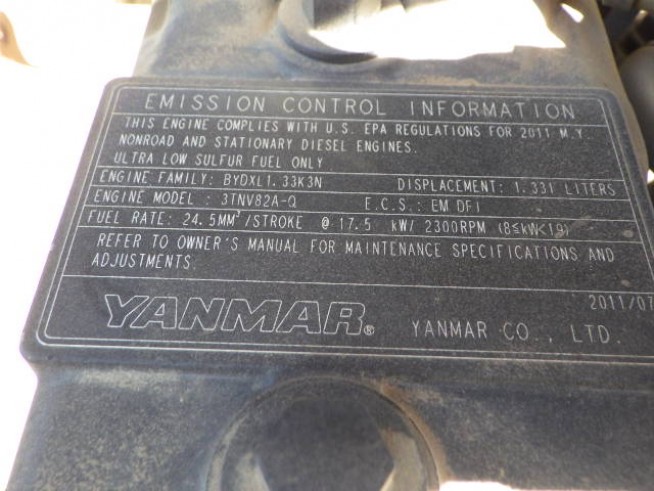 EMISSION CONTROL INFORMATION
THIS ENGINE COMPLIES WITH U.S. EPA REGULATIONS FOR 2011 M.Y
NONROAD AND STATIONARY DIESEL ENGINES.
ULTRA LOW SULFUR FUEL ONLY
ENGINE FAMILY: BYDXL1.33K3N DISPLACEMENT: 1.331 LITERS
ENGINE MODEL : 3TNV82A-Q E.C.S.: EM DFI
FUEL RATE: 24.5MM³/STROKE @ 17.5 kW/ 2300RPM (8≤kW<19)
REFER TO OWNER'S MANUAL FOR MAINTENANCE SPECIFICATIONS AND
ADJUSTMENTS
2011/07
YANMAR® YANMAR CO., LTD.